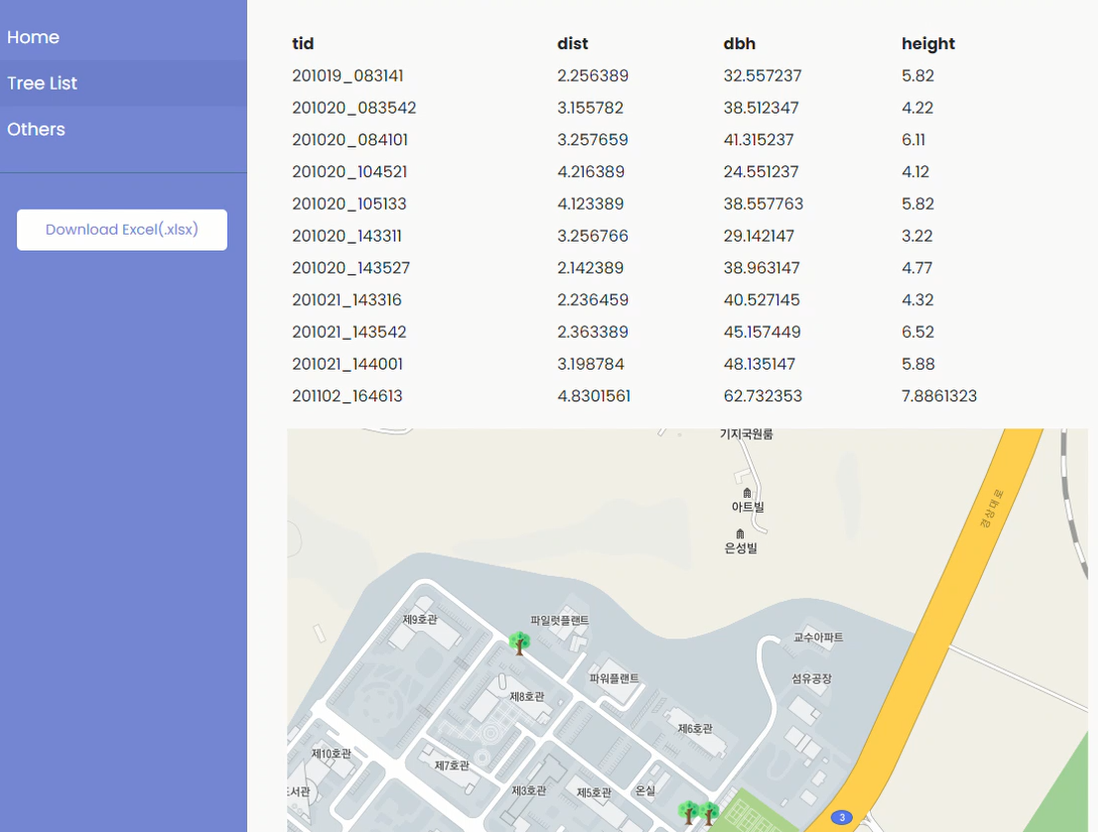 Home
Tree List
Others
Download Excel(.xlsx)
tid dist dbh height
201019_083141 2.256389 32.557237 5.82
201020_083542 3.155782 38.512347 4.22
201020_084101 3.257659 41.315237 6.11
201020_104521 4.216389 24.551237 4.12
201020_105133 4.123389 38.557763 5.82
201020_143311 3.256766 29.142147 3.22
201020_143527 2.142389 38.963147 4.77
201021_143316 2.236459 40.527145 4.32
201021_143542 2.363389 45.157449 6.52
201021_144001 3.198784 48.135147 5.88
201102_164613 4.8301561 62.732353 7.8861323
기지국원룸
아트빌
경상대로
은성빌
제9호관
파일럿플랜트
교수아파트
파워플랜트
섬유공장
제8호관
제6호관
제10호관
제7호관
제3호관
제5호관
온실
도서관
3